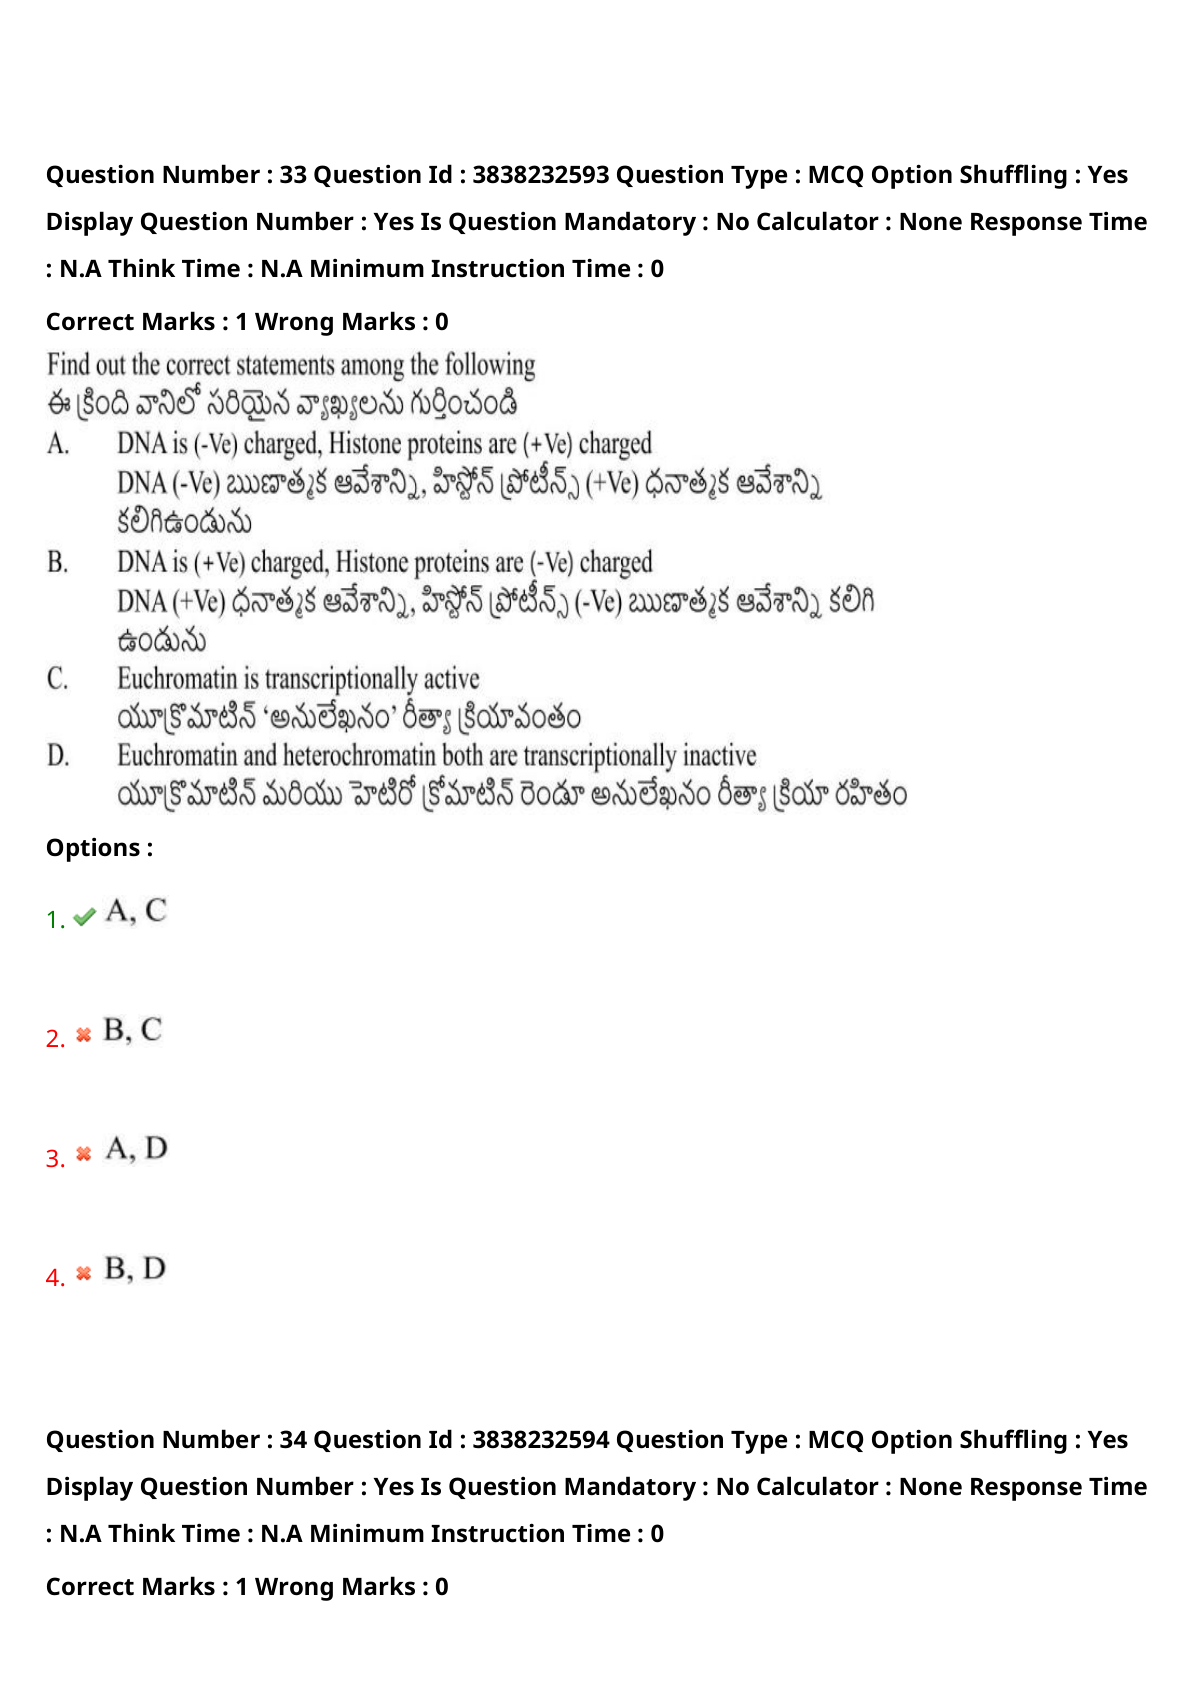 Question Number : 33 Question Id : 3838232593 Question Type : MCQ Option Shuffling : Yes
Display Question Number : Yes Is Question Mandatory : No Calculator : None Response Time
: N.A Think Time : N.A Minimum Instruction Time : 0
Correct Marks : 1 Wrong Marks : 0
Find out the correct statements among the following
ఈ క్రింది వానిలో సరియైన వ్యాఖ్యలను గుర్తించండి
A. DNA is (-Ve) charged, Histone proteins are (+Ve) charged
DNA (-Ve) ఋణాత్మక ఆవేశాన్ని, హిస్టోన్ ప్రోటీన్స్ (+Ve) ధనాత్మక ఆవేశాన్ని
కలిగిఉండును
B. DNA is (+Ve) charged, Histone proteins are (-Ve) charged
DNA (+Ve) ధనాత్మక ఆవేశాన్ని, హిస్టోన్ ప్రోటీన్స్ (-Ve) ఋణాత్మక ఆవేశాన్ని కలిగి
ఉండును
C. Euchromatin is transcriptionally active
యూక్రొమాటిన్ ‘అనులేఖనం’ రీత్యా క్రియావంతం
D. Euchromatin and heterochromatin both are transcriptionally inactive
యూక్రొమాటిన్ మరియు హెటిరో క్రోమాటిన్ రెండూ అనులేఖనం రీత్యా క్రియా రహితం
Options :
1. A, C
2. B, C
3. A, D
4. B, D
Question Number : 34 Question Id : 3838232594 Question Type : MCQ Option Shuffling : Yes
Display Question Number : Yes Is Question Mandatory : No Calculator : None Response Time
: N.A Think Time : N.A Minimum Instruction Time : 0
Correct Marks : 1 Wrong Marks : 0